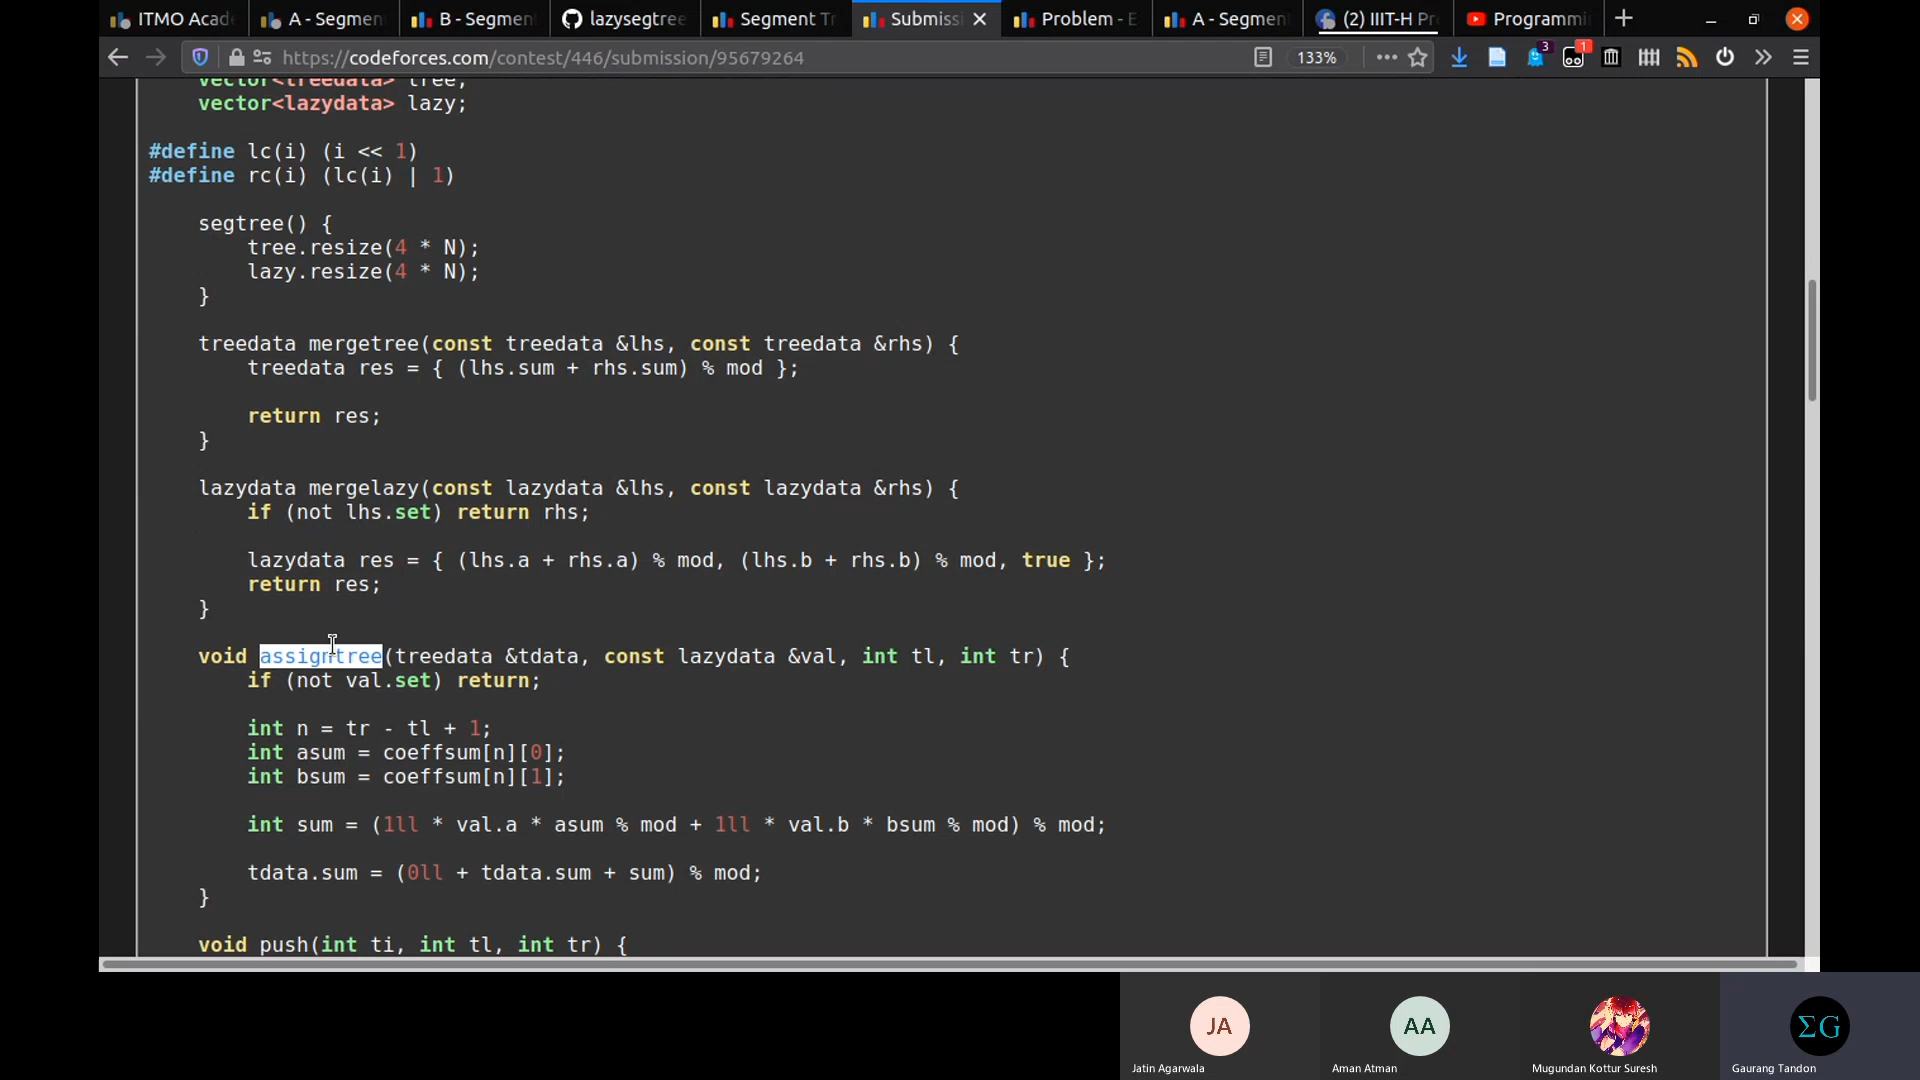 ITMO Acade
A - Segmen
B - Segmen
lazysegtree
Segment Tr
Submissi
Problem - E
A - Segmen
(2) IIIT-H Pr
Programmi
https://codeforces.com/contest/446/submission/95679264
133%
3
1
vector<treedata> tree;
vector<lazydata> lazy;
#define lc(i) (i << 1)
#define rc(i) (lc(i) | 1)
segtree() {
tree.resize(4 * N);
lazy.resize(4 * N);
}
treedata mergetree(const treedata &lhs, const treedata &rhs) {
treedata res = { (lhs.sum + rhs.sum) % mod };
return res;
}
lazydata mergelazy(const lazydata &lhs, const lazydata &rhs) {
if (not lhs.set) return rhs;
lazydata res = { (lhs.a + rhs.a) % mod, (lhs.b + rhs.b) % mod, true };
return res;
}
void assigntree(treedata &tdata, const lazydata &val, int tl, int tr) {
if (not val.set) return;
int n = tr - tl + 1;
int asum = coeffsum[n][0];
int bsum = coeffsum[n][1];
int sum = (1ll * val.a * asum % mod + 1ll * val.b * bsum % mod) % mod;
tdata.sum = (0ll + tdata.sum + sum) % mod;
}
void push(int ti, int tl, int tr) {
JA
AA
ΣG
Jatin Agarwala
Aman Atman
Mugundan Kottur Suresh
Gaurang Tandon